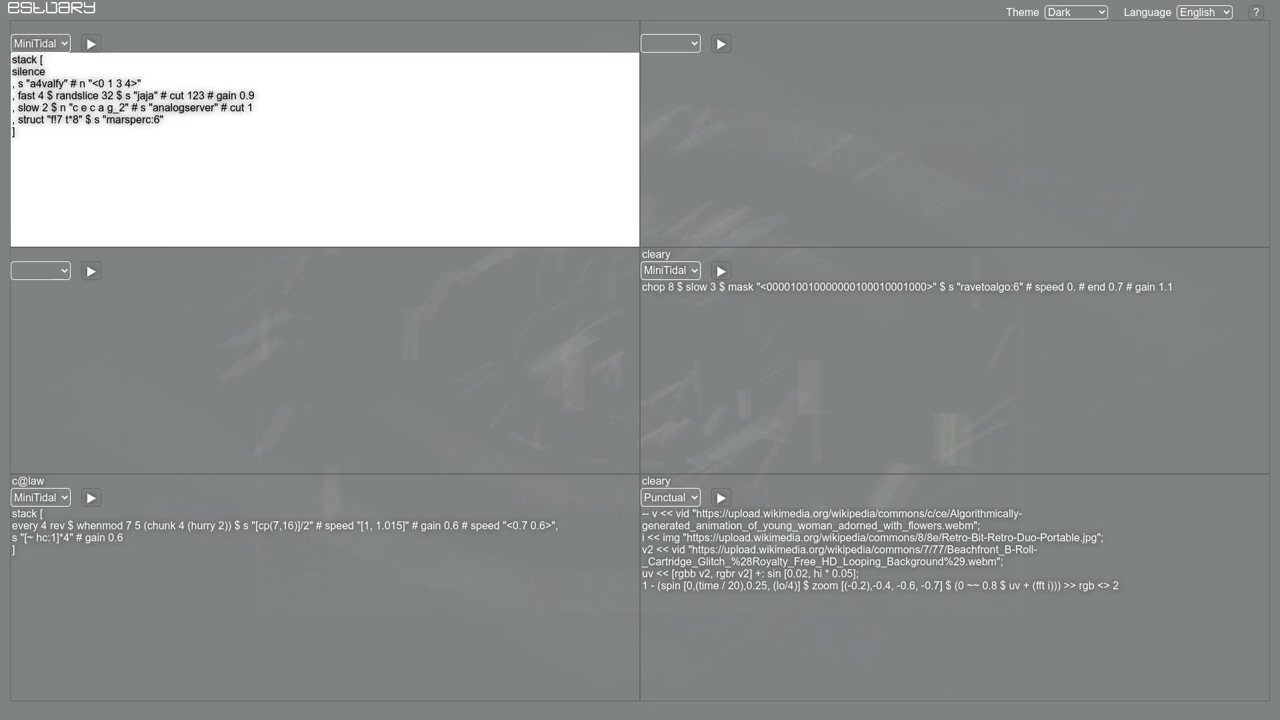 estuary
Theme Dark Language English ?
MiniTidal
stack [
silence
, s "a4valfy" # n "<0 1 3 4>"
, fast 4 $ randslice 32 $ s "jaja" # cut 123 # gain 0.9
, slow 2 $ n "c e c a g_2" # s "analogserver" # cut 1
, struct "f!7 t*8" $ s "marsperc:6"
]
cleary
MiniTidal
chop 8 $ slow 3 $ mask "<000010010000000100010001000>" $ s "ravetoalgo:6" # speed 0. # end 0.7 # gain 1.1
c@law
MiniTidal
stack [
every 4 rev $ whenmod 7 5 (chunk 4 (hurry 2)) $ s "[cp(7,16)]/2" # speed "[1, 1.015]" # gain 0.6 # speed "<0.7 0.6>",
s "[~ hc:1]*4" # gain 0.6
]
cleary
Punctual
-- v << vid "https://upload.wikimedia.org/wikipedia/commons/c/ce/Algorithmically-
generated_animation_of_young_woman_adorned_with_flowers.webm";
i << img "https://upload.wikimedia.org/wikipedia/commons/8/8e/Retro-Bit-Retro-Duo-Portable.jpg";
v2 << vid "https://upload.wikimedia.org/wikipedia/commons/7/77/Beachfront_B-Roll-
_Cartridge_Glitch_%28Royalty_Free_HD_Looping_Background%29.webm";
uv << [rgbb v2, rgbr v2] +: sin [0.02, hi * 0.05];
1 - (spin [0,(time / 20),0.25, (lo/4)] $ zoom [(-0.2),-0.4, -0.6, -0.7] $ (0 ~~ 0.8 $ uv + (fft i))) >> rgb <> 2